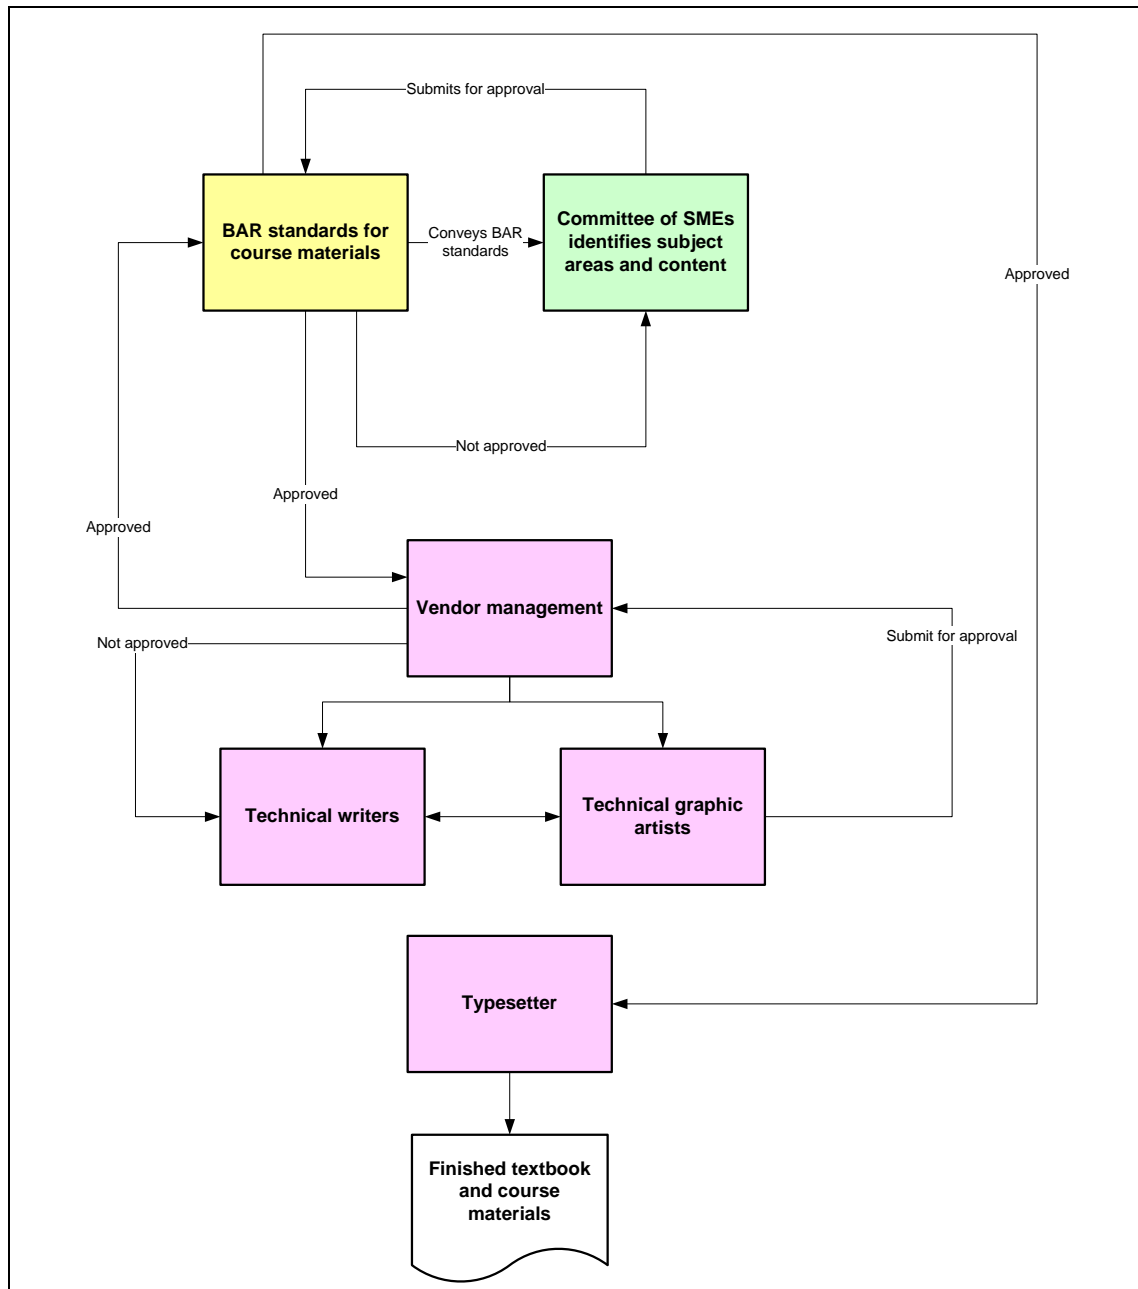 Submits for approval
BAR standards for
course materials
Conveys BAR
standards
Committee of SMEs
identifies subject
areas and content
Approved
Not approved
Approved
Approved
Vendor management
Not approved
Submit for approval
Technical writers
Technical graphic
artists
Typesetter
Finished textbook
and course
materials